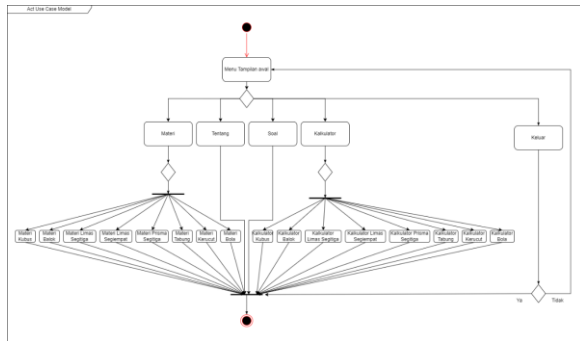 Act Use Case Model
Menu Tampilan awal
Materi
Tentang
Soal
Kalkulator
Keluar
Materi
Kubus
Materi
Balok
Materi Limas
Segitiga
Materi Limas
Segiempat
Materi Prisma
Segitiga
Materi
Tabung
Materi
Kerucut
Materi
Bola
Kalkulator
Kubus
Kalkulator
Balok
Kalkulator
Limas Segitiga
Kalkulator Limas
Segiempat
Kalkulator Prisma
Segitiga
Kalkulator
Tabung
Kalkulator
Kerucut
Kalkulator
Bola
Ya
Tidak